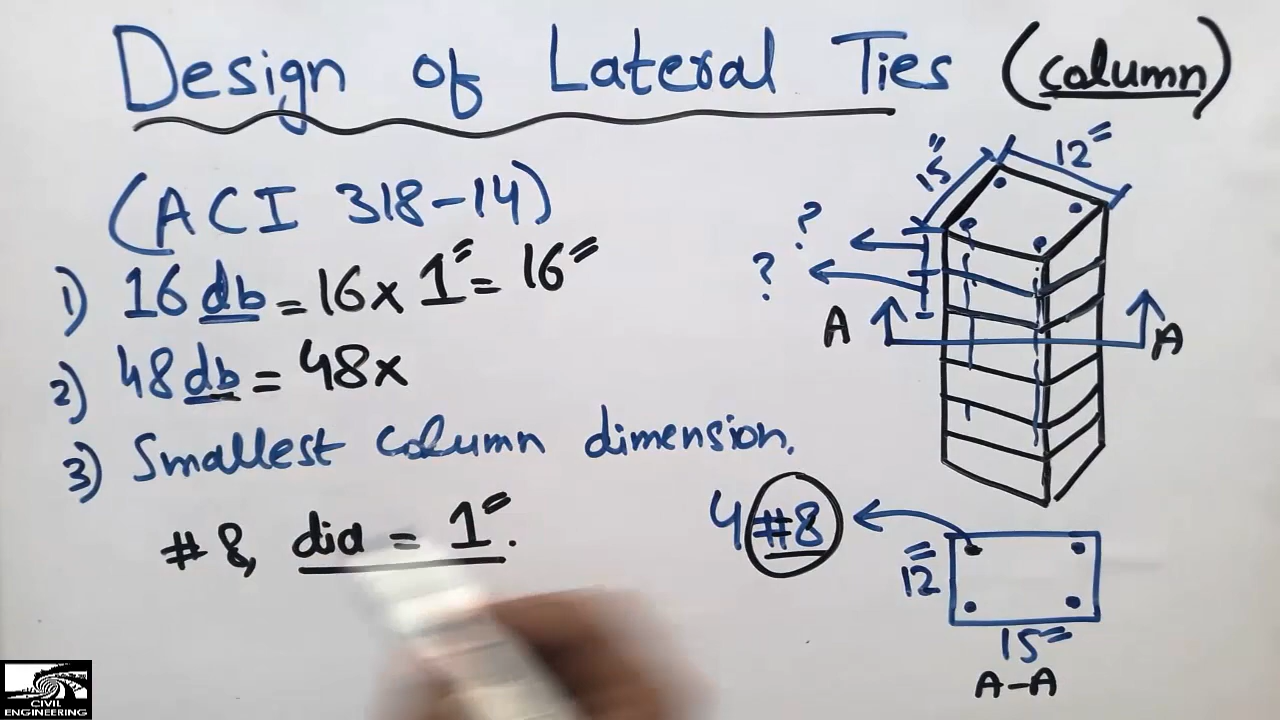 Design of Lateral Ties (column)
(ACI 318-14)
1) 16 db = 16 x 1" = 16"
2) 48 db = 48 x
3) Smallest column dimension.
# 8, dia = 1".
15" 12"
?
?
A A
4 #8
12"
15"
A-A
CIVIL
ENGINEERING